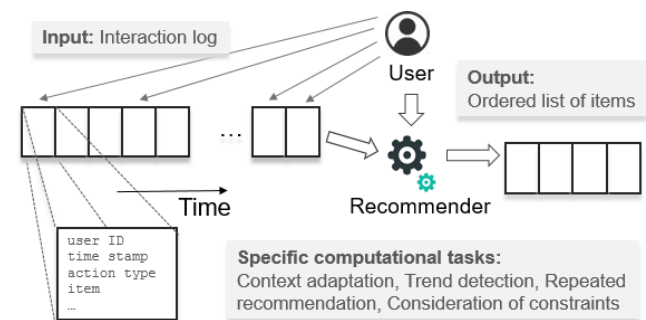 Input: Interaction log
User
Output:
Ordered list of items
...
Time
Recommender
user ID
time stamp
action type
item
…
Specific computational tasks:
Context adaptation, Trend detection, Repeated
recommendation, Consideration of constraints